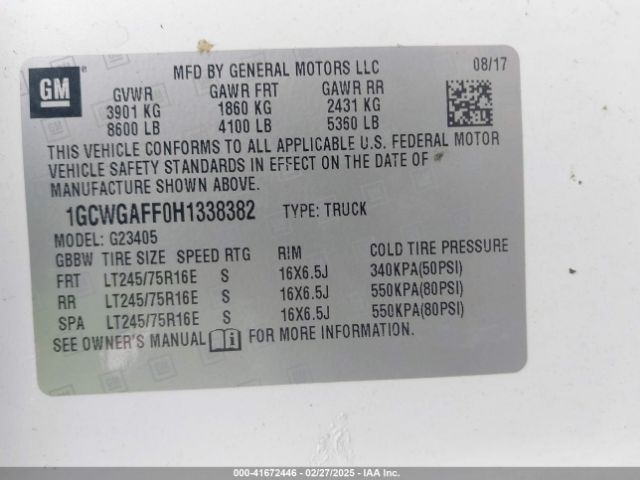 GM
MFD BY GENERAL MOTORS LLC 08/17
GVWR GAWR FRT GAWR RR
3901 KG 1860 KG 2431 KG
8600 LB 4100 LB 5360 LB
THIS VEHICLE CONFORMS TO ALL APPLICABLE U.S. FEDERAL MOTOR
VEHICLE SAFETY STANDARDS IN EFFECT ON THE DATE OF
MANUFACTURE SHOWN ABOVE.
1GCWGAFF0H1338382 TYPE: TRUCK
MODEL: G23405
GBBW TIRE SIZE SPEED RTG RIM COLD TIRE PRESSURE
FRT LT245/75R16E S 16X6.5J 340KPA(50PSI)
RR LT245/75R16E S 16X6.5J 550KPA(80PSI)
SPA LT245/75R16E S 16X6.5J 550KPA(80PSI)
SEE OWNER'S MANUAL i FOR MORE INFORMATION.
000-41672446 - 02/27/2025 - IAAI.COM